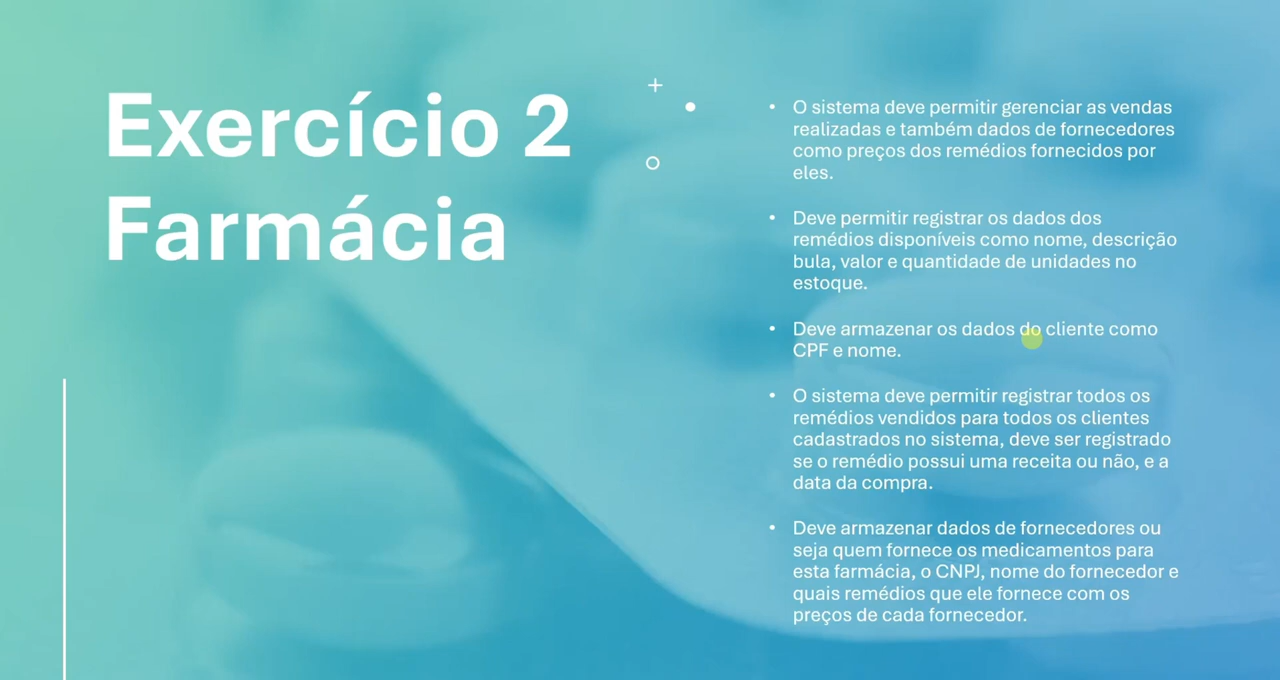 Exercício 2
Farmácia
• O sistema deve permitir gerenciar as vendas
realizadas e também dados de fornecedores
como preços dos remédios fornecidos por
eles.
• Deve permitir registrar os dados dos
remédios disponíveis como nome, descrição
bula, valor e quantidade de unidades no
estoque.
• Deve armazenar os dados do cliente como
CPF e nome.
• O sistema deve permitir registrar todos os
remédios vendidos para todos os clientes
cadastrados no sistema, deve ser registrado
se o remédio possui uma receita ou não, e a
data da compra.
• Deve armazenar dados de fornecedores ou
seja quem fornece os medicamentos para
esta farmácia, o CNPJ, nome do fornecedor e
quais remédios que ele fornece com os
preços de cada fornecedor.